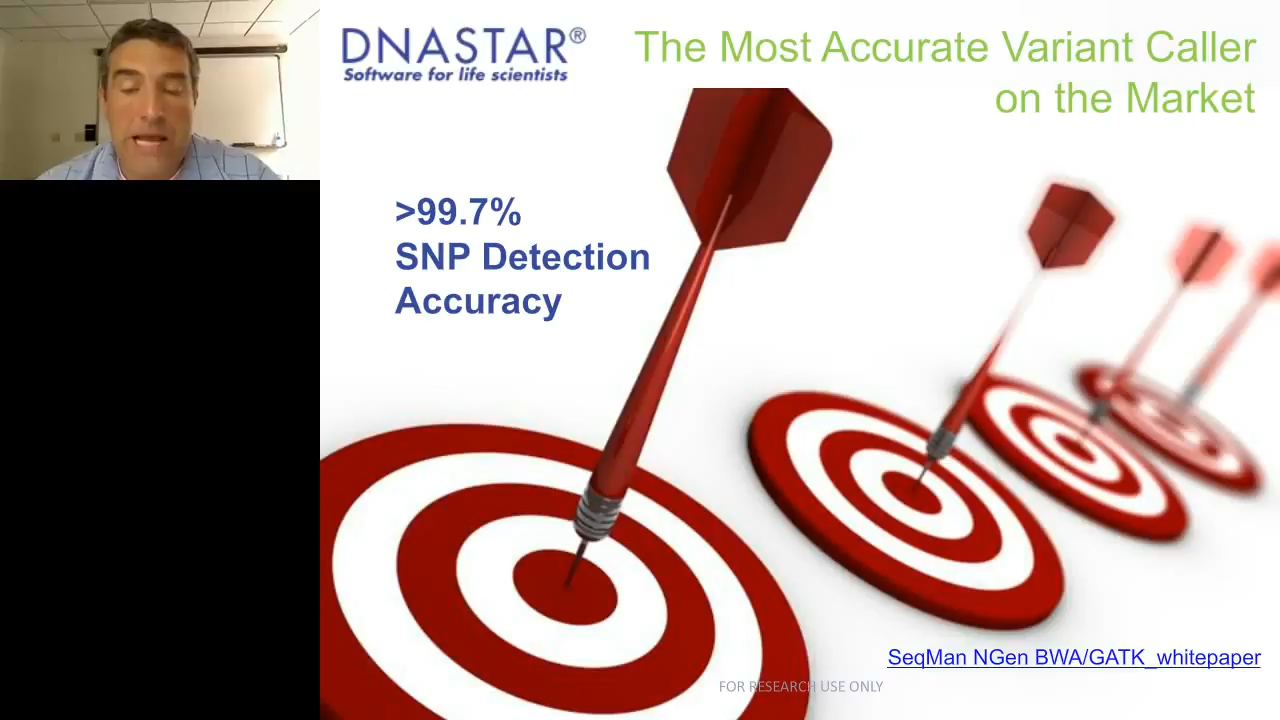 DNASTAR®
Software for life scientists
The Most Accurate Variant Caller
on the Market
>99.7%
SNP Detection
Accuracy
SeqMan NGen BWA/GATK_whitepaper
FOR RESEARCH USE ONLY